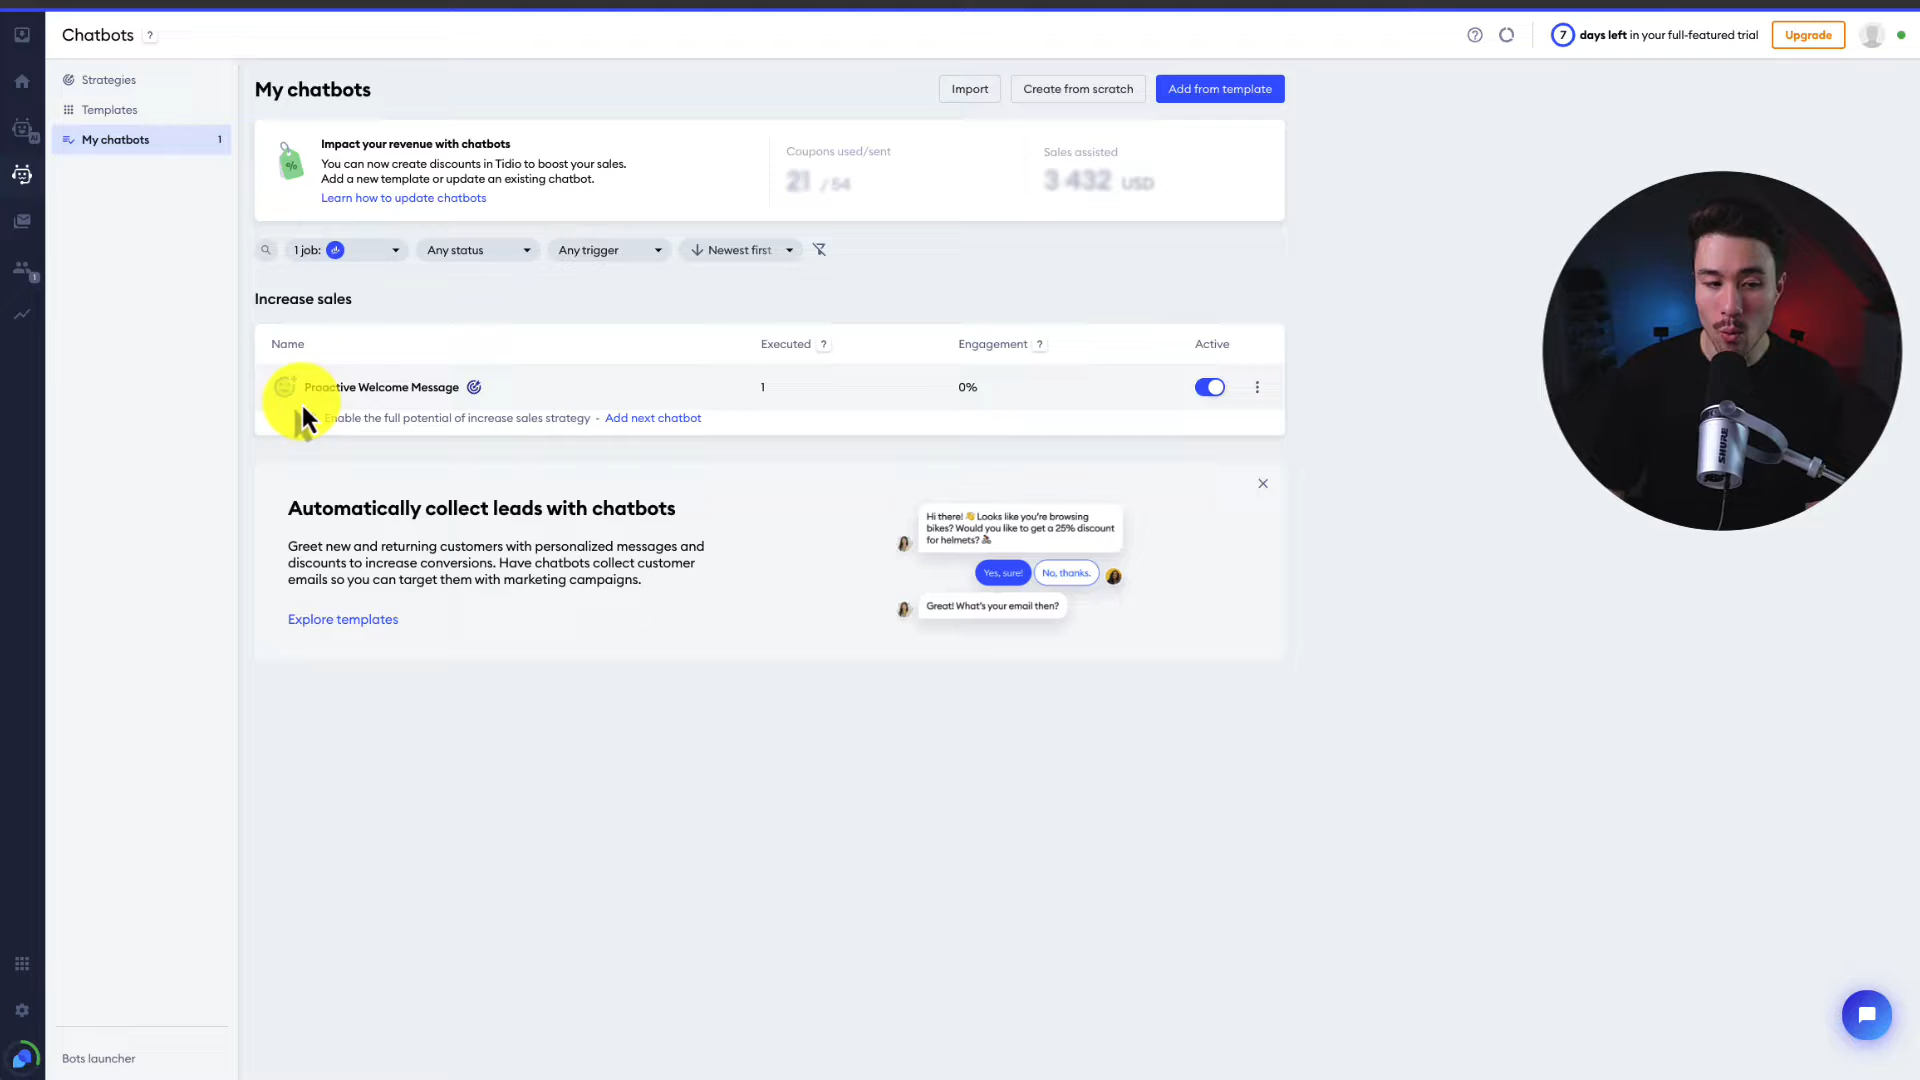 Chatbots ?
7 days left in your full-featured trial Upgrade
Strategies
Templates
My chatbots 1
My chatbots
Import Create from scratch Add from template
Impact your revenue with chatbots
You can now create discounts in Tidio to boost your sales.
Add a new template or update an existing chatbot.
Learn how to update chatbots
Coupons used/sent
21 / 54
Sales assisted
3 432 USD
1 job: Any status Any trigger Newest first
Increase sales
Name Executed ? Engagement ? Active
Proactive Welcome Message 1 0%
Enable the full potential of increase sales strategy - Add next chatbot
Automatically collect leads with chatbots
Greet new and returning customers with personalized messages and
discounts to increase conversions. Have chatbots collect customer
emails so you can target them with marketing campaigns.
Explore templates
Hi there! 👋 Looks like you're browsing
bikes? Would you like to get a 25% discount
for helmets? 🚴
Yes, sure! No, thanks.
Great! What's your email then?
SHURE
AI
1
Bots launcher